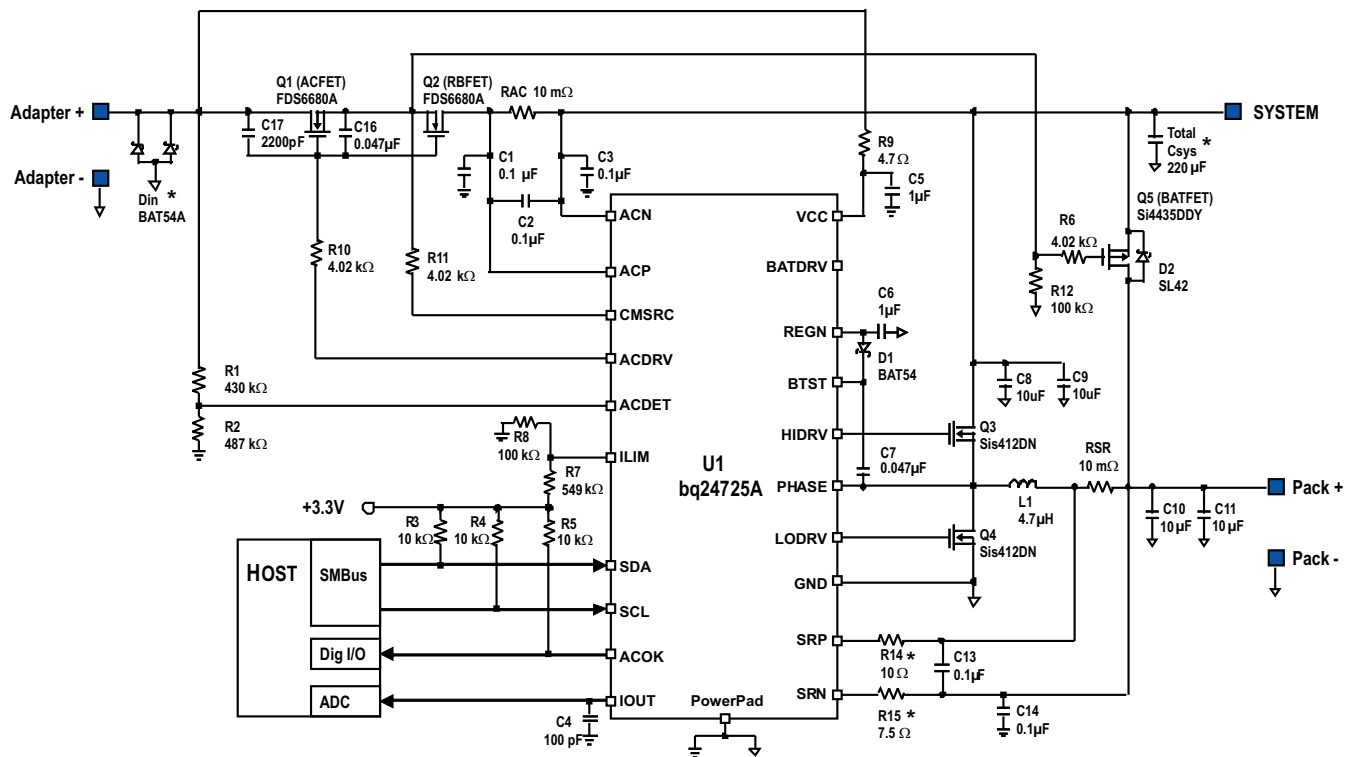 Q1 (ACFET)
FDS6680A
Q2 (RBFET)
FDS6680A
RAC 10 mΩ
Adapter +
SYSTEM
C17
2200pF
C16
0.047µF
R9
4.7Ω
Total
Csys
220 µF
*
Adapter -
C1
0.1 µF
C3
0.1µF
C5
1µF
Din *
BAT54A
C2
0.1µF
Q5 (BATFET)
Si4435DDY
R6
4.02 kΩ
D2
SL42
R12
100 kΩ
R10
4.02 kΩ
R11
4.02 kΩ
ACN
ACP
CMSRC
ACDRV
ACDET
ILIM
SDA
SCL
ACOK
IOUT
VCC
BATDRV
REGN
BTST
HIDRV
PHASE
LODRV
GND
SRP
SRN
U1
bq24725A
PowerPad
C6
1µF
D1
BAT54
R1
430 kΩ
R2
487 kΩ
C8
10uF
C9
10uF
R8
100 kΩ
R7
549 kΩ
Q3
Sis412DN
C7
0.047µF
RSR
10 mΩ
L1
4.7µH
Pack +
C10
10 µF
C11
10 µF
+3.3V
R3
10 kΩ
R4
10 kΩ
R5
10 kΩ
Q4
Sis412DN
Pack -
HOST
SMBus
Dig I/O
ADC
R14 *
10 Ω
C13
0.1µF
R15 *
7.5 Ω
C14
0.1µF
C4
100 pF